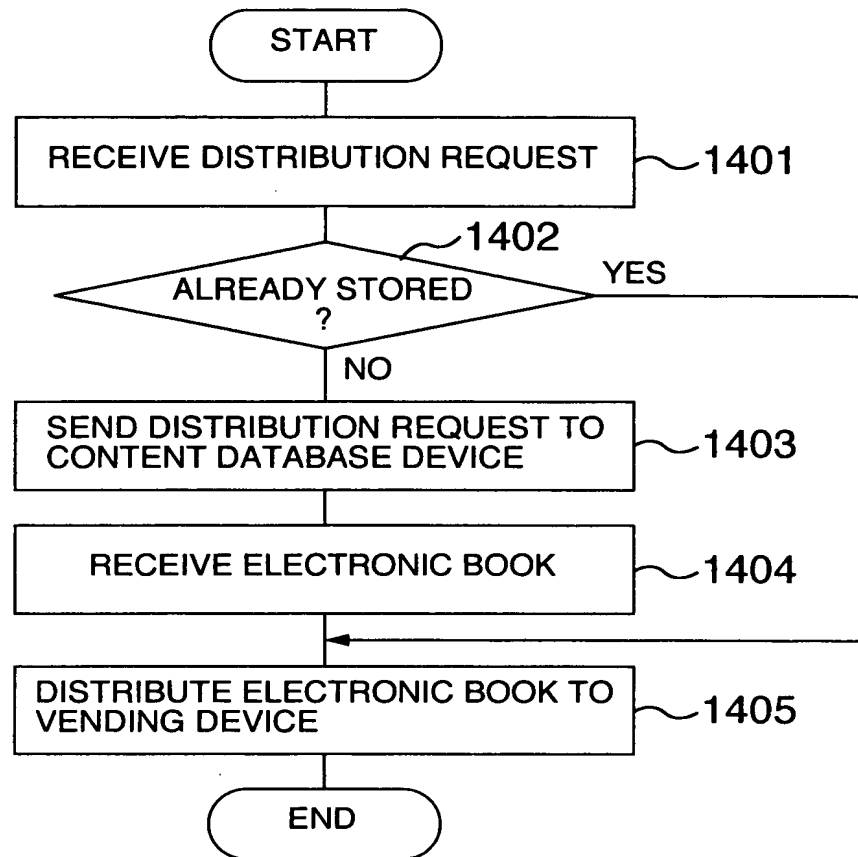 START
RECEIVE DISTRIBUTION REQUEST
1401
1402
ALREADY STORED
?
YES
NO
SEND DISTRIBUTION REQUEST TO
CONTENT DATABASE DEVICE
1403
RECEIVE ELECTRONIC BOOK
1404
DISTRIBUTE ELECTRONIC BOOK TO
VENDING DEVICE
1405
END